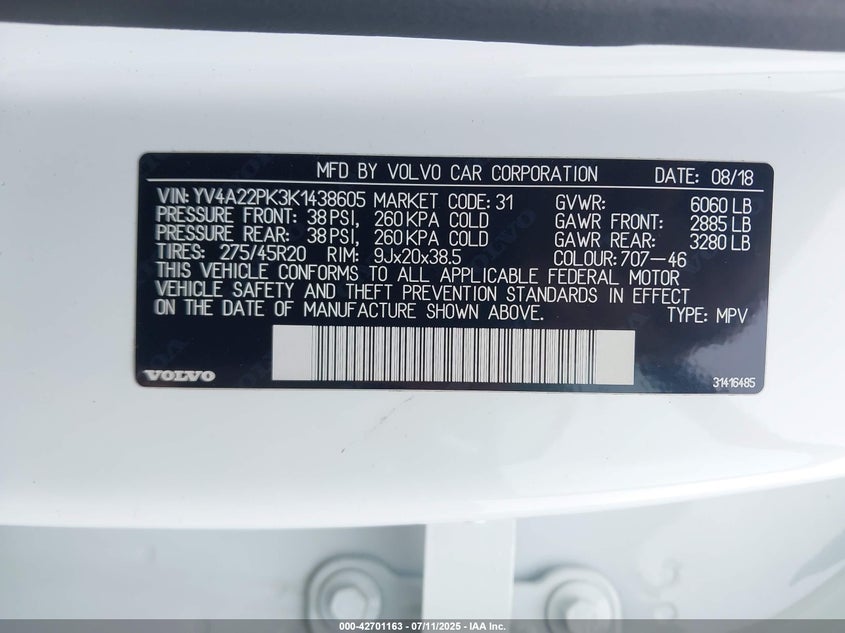 MFD BY VOLVO CAR CORPORATION DATE: 08/18
VIN: YV4A22PK3K1438605 MARKET CODE: 31 GVWR: 6060 LB
PRESSURE FRONT: 38 PSI, 260 KPA COLD GAWR FRONT: 2885 LB
PRESSURE REAR: 38 PSI, 260 KPA COLD GAWR REAR: 3280 LB
TIRES: 275/45R20 RIM: 9Jx20x38.5 COLOUR: 707-46
THIS VEHICLE CONFORMS TO ALL APPLICABLE FEDERAL MOTOR
VEHICLE SAFETY AND THEFT PREVENTION STANDARDS IN EFFECT
ON THE DATE OF MANUFACTURE SHOWN ABOVE. TYPE: MPV
VOLVO 31416485
000-42701163 - 07/11/2025 - IAA Inc.